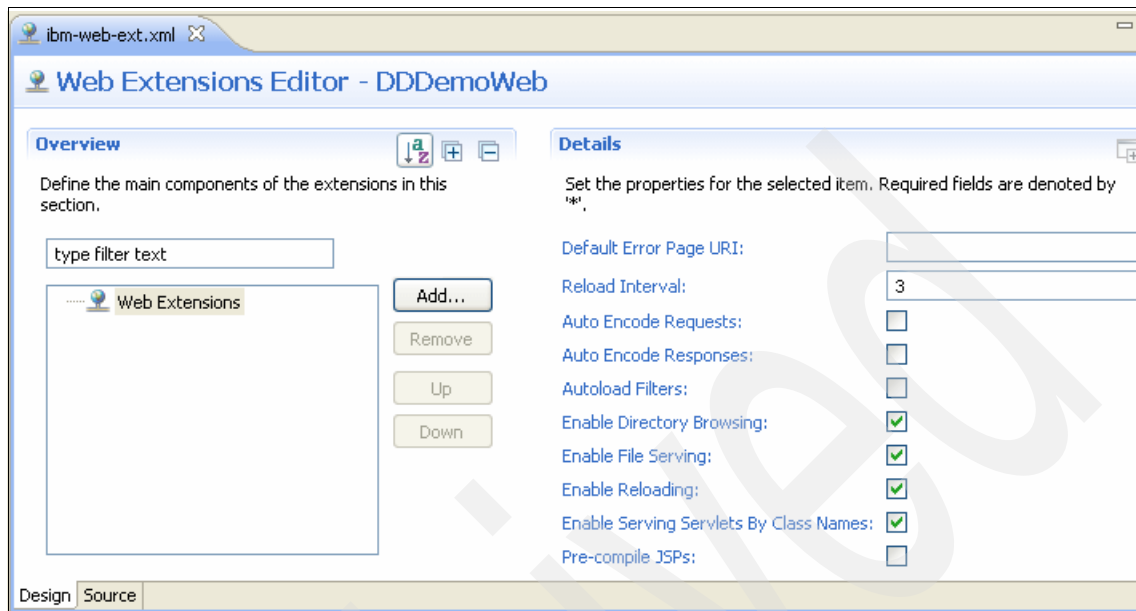 ibm-web-ext.xml
Web Extensions Editor - DDDemoWeb
Overview
Define the main components of the extensions in this
section.
type filter text
Web Extensions
Add...
Remove
Up
Down
Details
Set the properties for the selected item. Required fields are denoted by
'*'.
Default Error Page URI:
Reload Interval: 3
Auto Encode Requests:
Auto Encode Responses:
Autoload Filters:
Enable Directory Browsing:
Enable File Serving:
Enable Reloading:
Enable Serving Servlets By Class Names:
Pre-compile JSPs:
Design Source